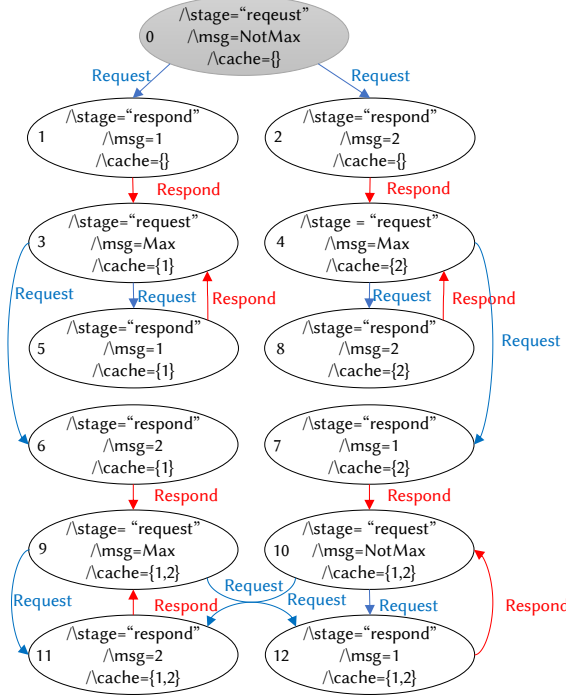 /\stage="reqeust"
0 /\msg=NotMax
/\cache={}
Request Request
/\stage="respond"
1 /\msg=1
/\cache={}
/\stage="respond"
2 /\msg=2
/\cache={}
Respond Respond
/\stage="request"
3 /\msg=Max
/\cache={1}
/\stage = "request"
4 /\msg=Max
/\cache={2}
Request Request Respond Request Respond
Request
/\stage="respond"
5 /\msg=1
/\cache={1}
/\stage="respond"
8 /\msg=2
/\cache={2}
/\stage="respond"
6 /\msg=2
/\cache={1}
/\stage="respond"
7 /\msg=1
/\cache={2}
Respond Respond
/\stage= "request"
9 /\msg=Max
/\cache={1,2}
/\stage= "request"
10 /\msg=NotMax
/\cache={1,2}
Request Respond Request Request Request Respond
/\stage="respond"
11 /\msg=2
/\cache={1,2}
/\stage="respond"
12 /\msg=1
/\cache={1,2}